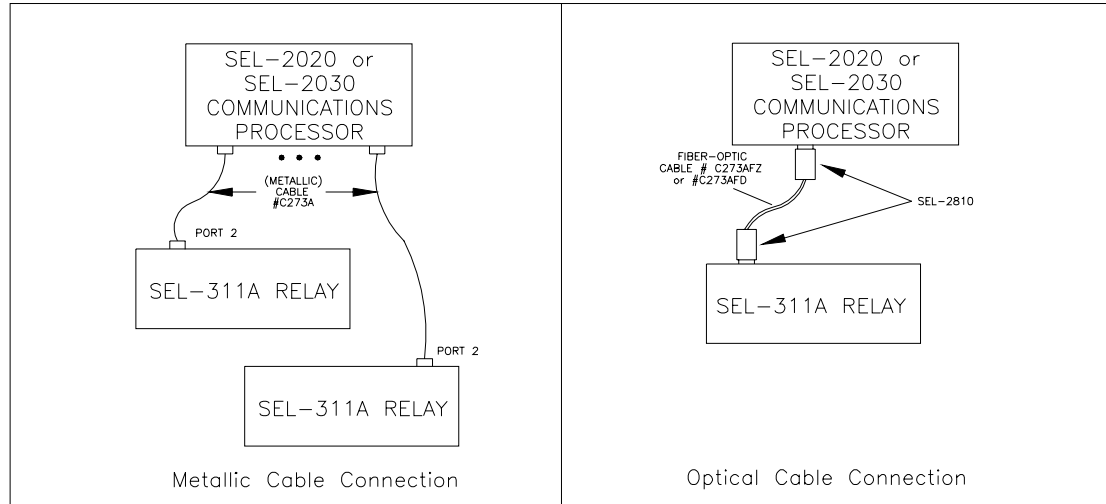 SEL-2020 or
SEL-2030
COMMUNICATIONS
PROCESSOR
(METALLIC)
CABLE
#C273A
PORT 2
SEL-311A RELAY
PORT 2
SEL-311A RELAY
Metallic Cable Connection
SEL-2020 or
SEL-2030
COMMUNICATIONS
PROCESSOR
FIBER-OPTIC
CABLE # C273AFZ
or #C273AFD
SEL-2810
SEL-311A RELAY
Optical Cable Connection